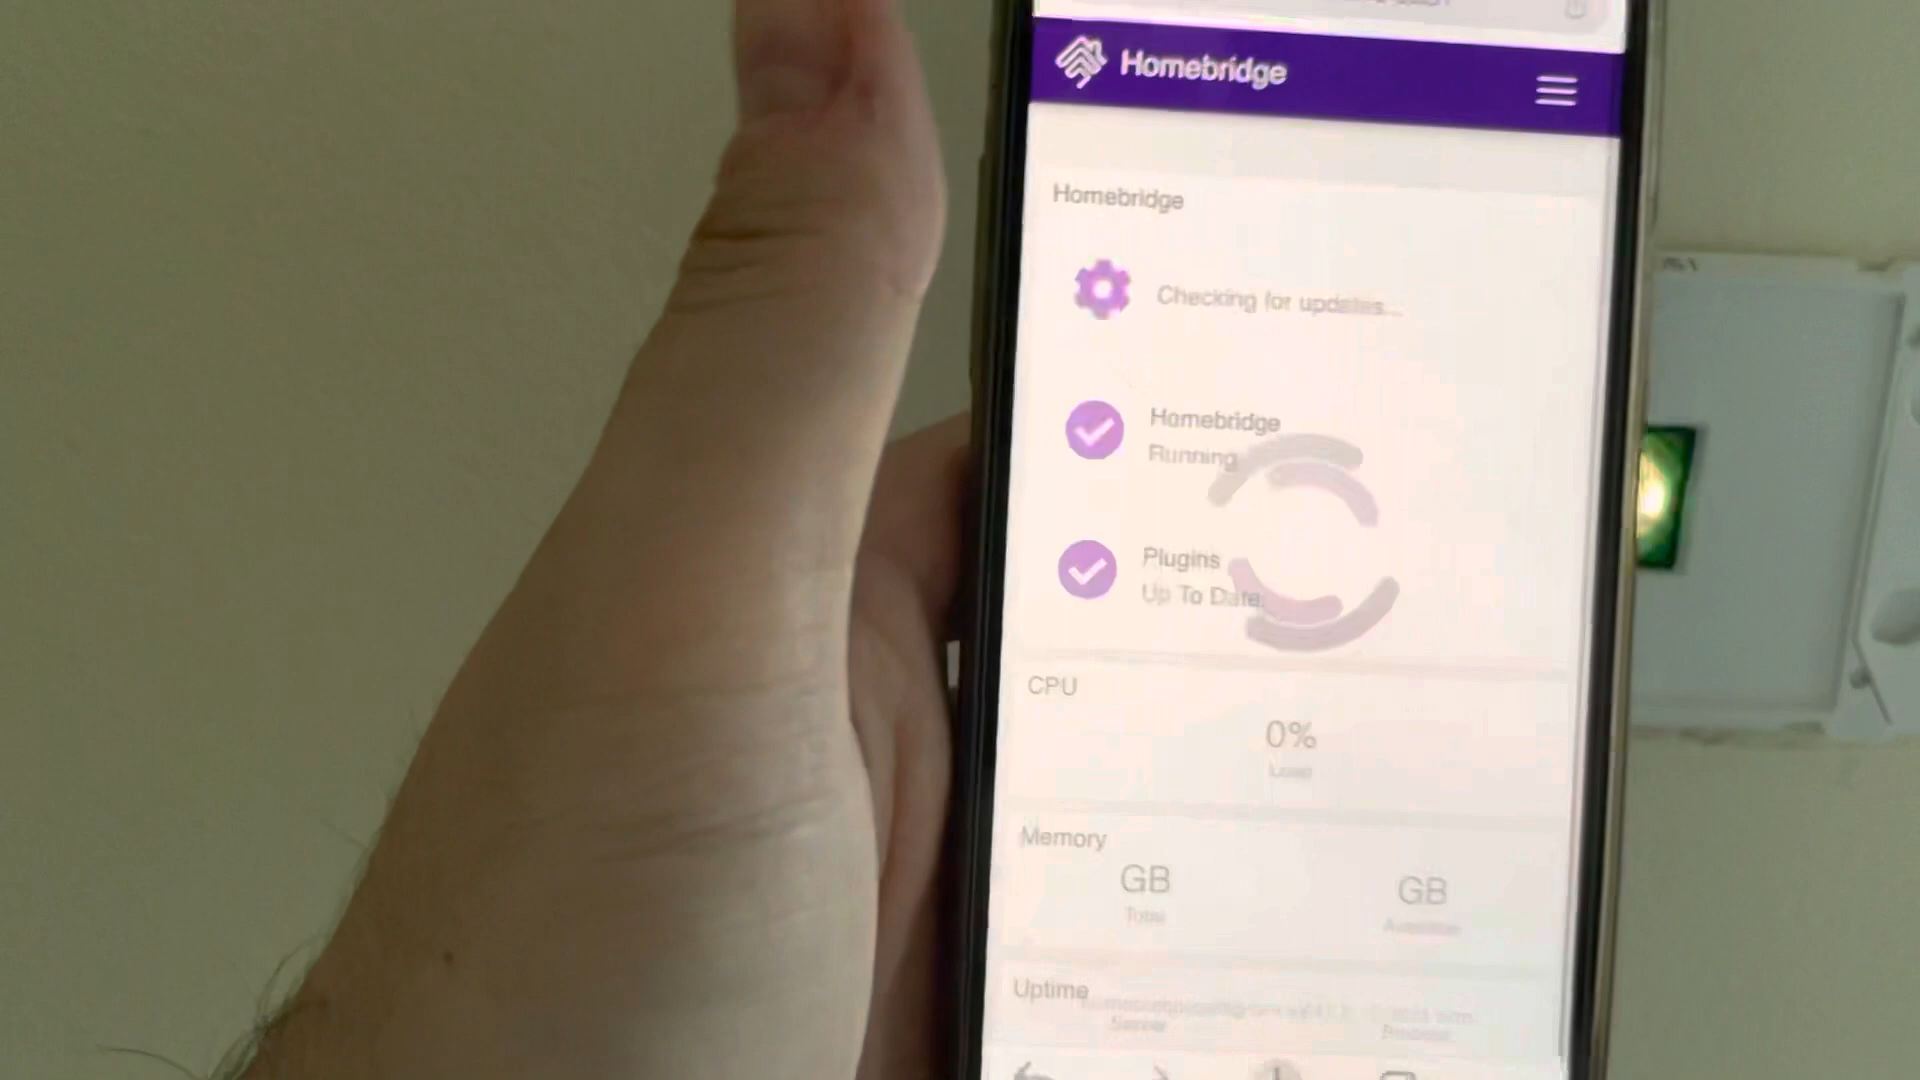 Homebridge
Homebridge
Checking for updates...
Homebridge
Running
Plugins
Up To Date
CPU
0%
Load
Memory
GB
GB
Total
Available
Uptime
Server
Process